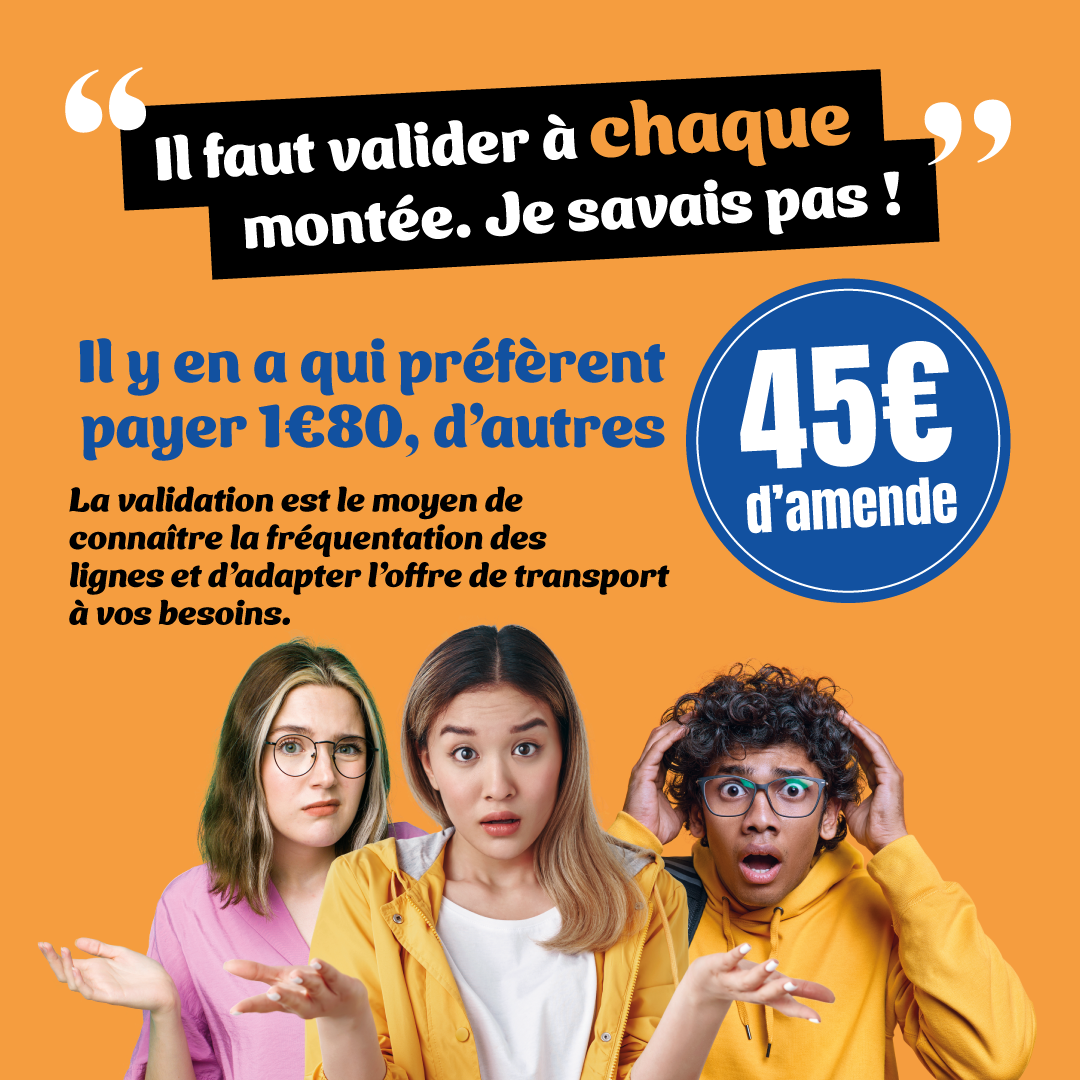 “ Il faut valider à chaque ”
montée. Je savais pas !
Il y en a qui préfèrent
payer 1€80, d’autres
45€
d’amende
La validation est le moyen de
connaître la fréquentation des
lignes et d’adapter l’offre de transport
à vos besoins.